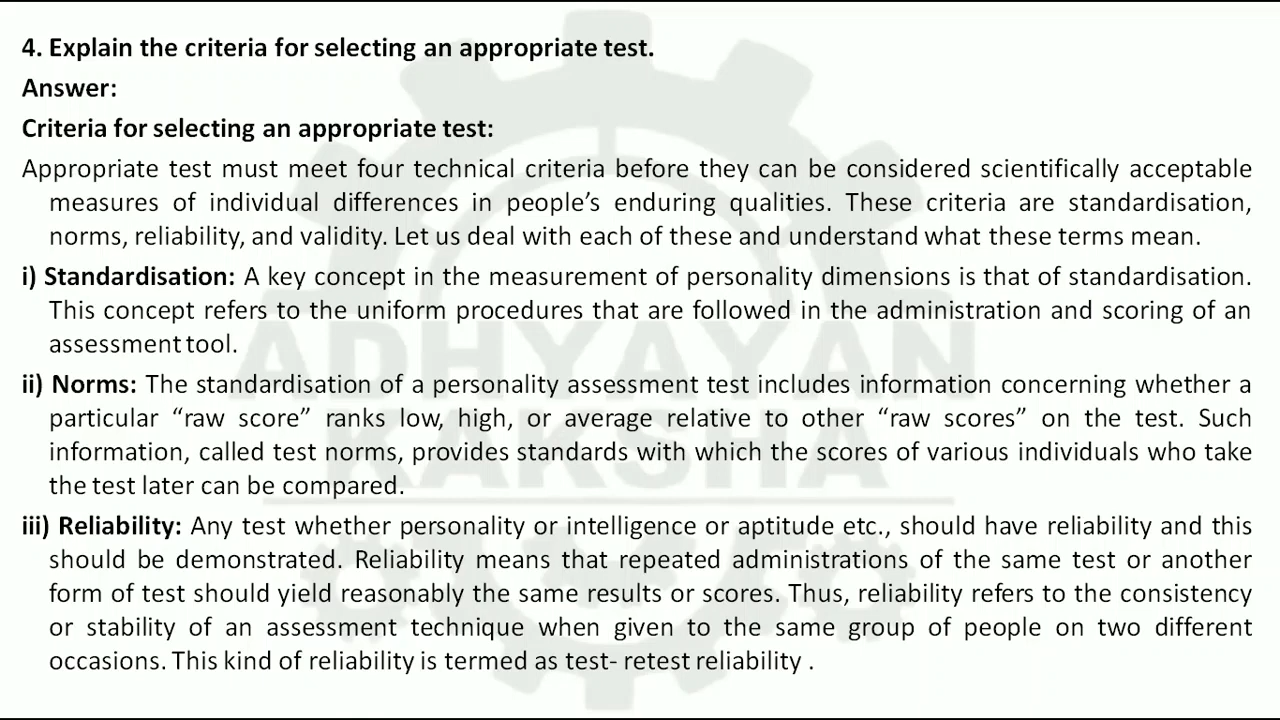 4. Explain the criteria for selecting an appropriate test.
Answer:
Criteria for selecting an appropriate test:
Appropriate test must meet four technical criteria before they can be considered scientifically acceptable
measures of individual differences in people’s enduring qualities. These criteria are standardisation,
norms, reliability, and validity. Let us deal with each of these and understand what these terms mean.
i) Standardisation: A key concept in the measurement of personality dimensions is that of standardisation.
This concept refers to the uniform procedures that are followed in the administration and scoring of an
assessment tool.
ii) Norms: The standardisation of a personality assessment test includes information concerning whether a
particular “raw score” ranks low, high, or average relative to other “raw scores” on the test. Such
information, called test norms, provides standards with which the scores of various individuals who take
the test later can be compared.
iii) Reliability: Any test whether personality or intelligence or aptitude etc., should have reliability and this
should be demonstrated. Reliability means that repeated administrations of the same test or another
form of test should yield reasonably the same results or scores. Thus, reliability refers to the consistency
or stability of an assessment technique when given to the same group of people on two different
occasions. This kind of reliability is termed as test- retest reliability .
ADHYAYAN
RAKSHA